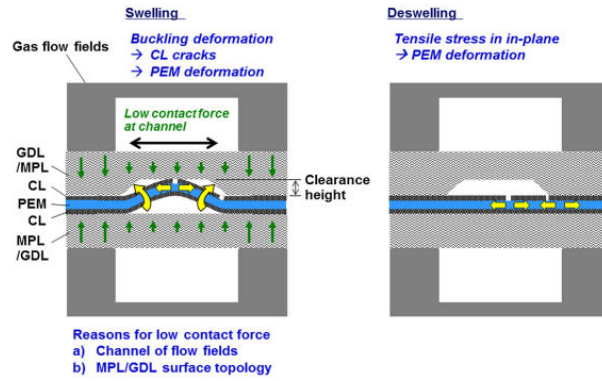 Swelling
Deswelling
Gas flow fields
Buckling deformation
→ CL cracks
→ PEM deformation
Tensile stress in in-plane
→ PEM deformation
Low contact force
at channel
GDL
/MPL
CL
PEM
CL
MPL
/GDL
Clearance
height
Reasons for low contact force
a) Channel of flow fields
b) MPL/GDL surface topology